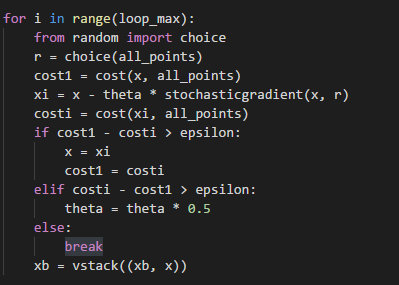 for i in range(loop_max):
    from random import choice
    r = choice(all_points)
    cost1 = cost(x, all_points)
    xi = x - theta * stochasticgradient(x, r)
    costi = cost(xi, all_points)
    if cost1 - costi > epsilon:
        x = xi
        cost1 = costi
    elif costi - cost1 > epsilon:
        theta = theta * 0.5
    else:
        break
    xb = vstack((xb, x))